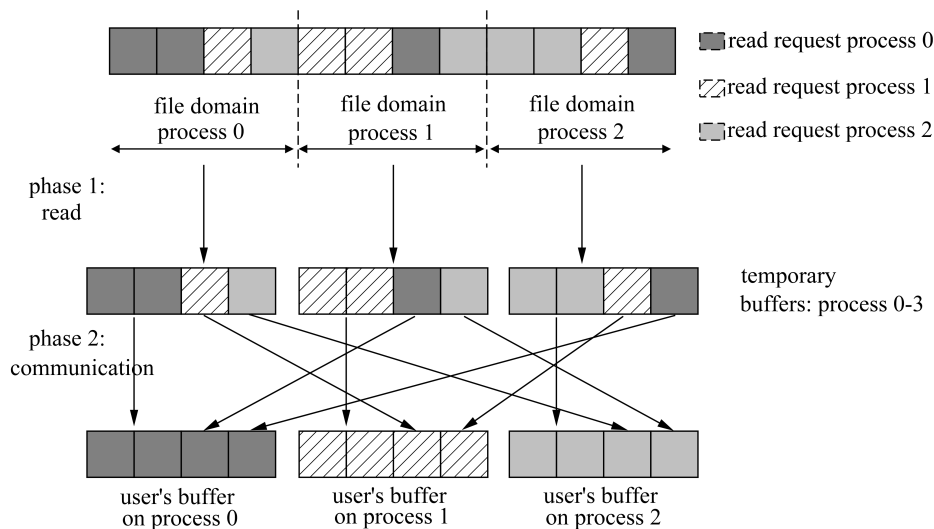 read request process 0
read request process 1
read request process 2
file domain
process 0
file domain
process 1
file domain
process 2
phase 1:
read
temporary
buffers: process 0-3
phase 2:
communication
user's buffer
on process 0
user's buffer
on process 1
user's buffer
on process 2